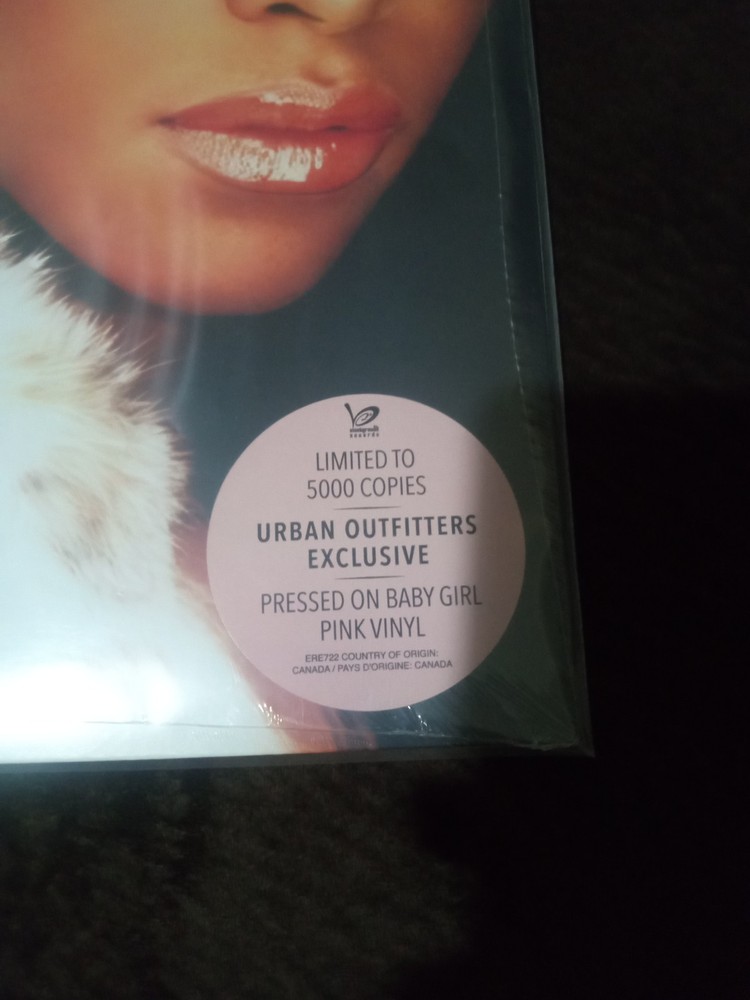 LIMITED TO
5000 COPIES
URBAN OUTFITTERS
EXCLUSIVE
PRESSED ON BABY GIRL
PINK VINYL
ERE722 COUNTRY OF ORIGIN:
CANADA / PAYS D'ORIGINE: CANADA